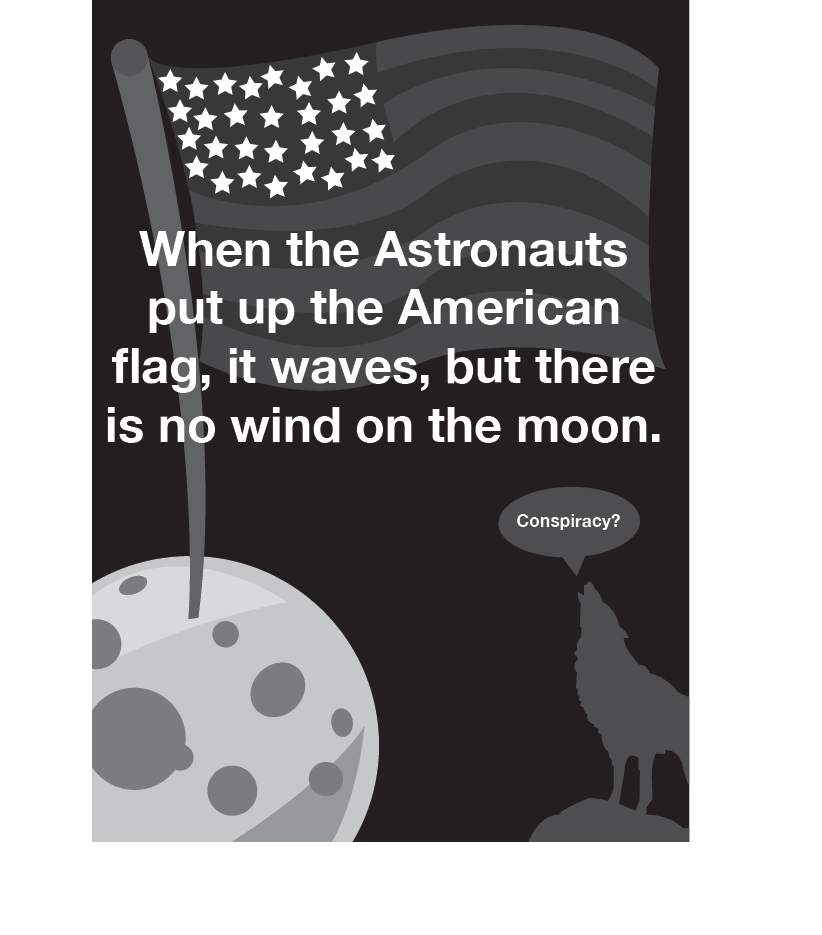 When the Astronauts
put up the American
flag, it waves, but there
is no wind on the moon.
Conspiracy?